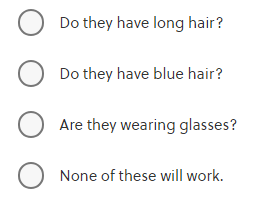 Do they have long hair?
Do they have blue hair?
Are they wearing glasses?
None of these will work.